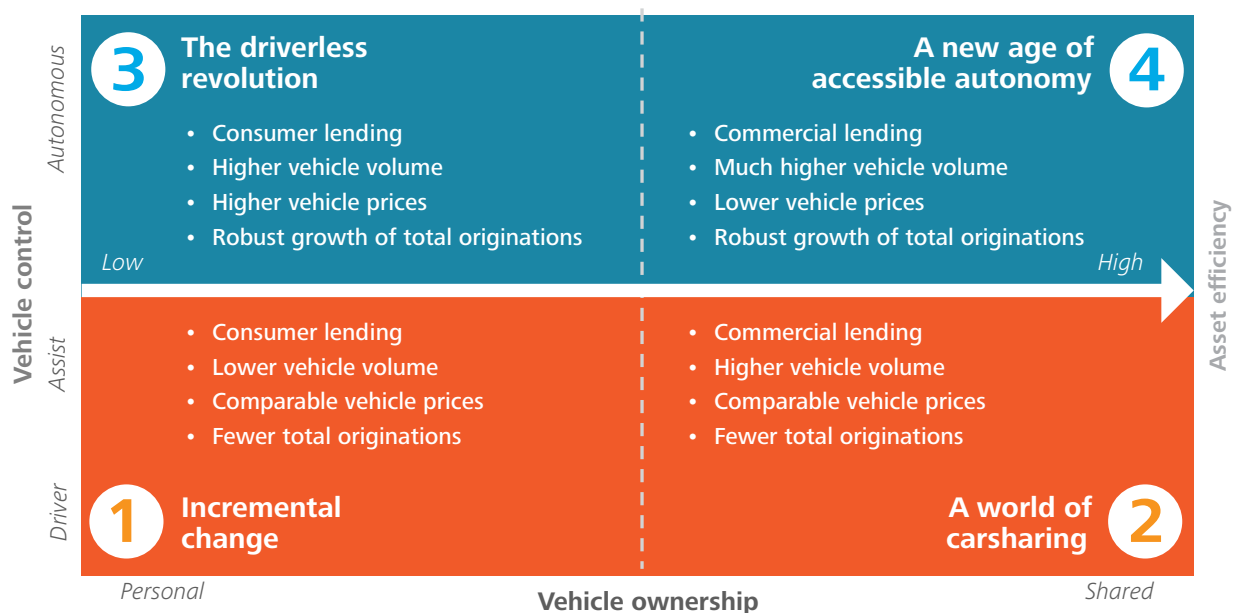 3
The driverless
revolution
• Consumer lending
• Higher vehicle volume
• Higher vehicle prices
• Robust growth of total originations
A new age of
accessible autonomy
4
• Commercial lending
• Much higher vehicle volume
• Lower vehicle prices
• Robust growth of total originations
Low
High
• Consumer lending
• Lower vehicle volume
• Comparable vehicle prices
• Fewer total originations
1
Incremental
change
• Commercial lending
• Higher vehicle volume
• Comparable vehicle prices
• Fewer total originations
A world of
carsharing
2
Vehicle control
Autonomous
Assist
Driver
Asset efficiency
Personal
Vehicle ownership
Shared